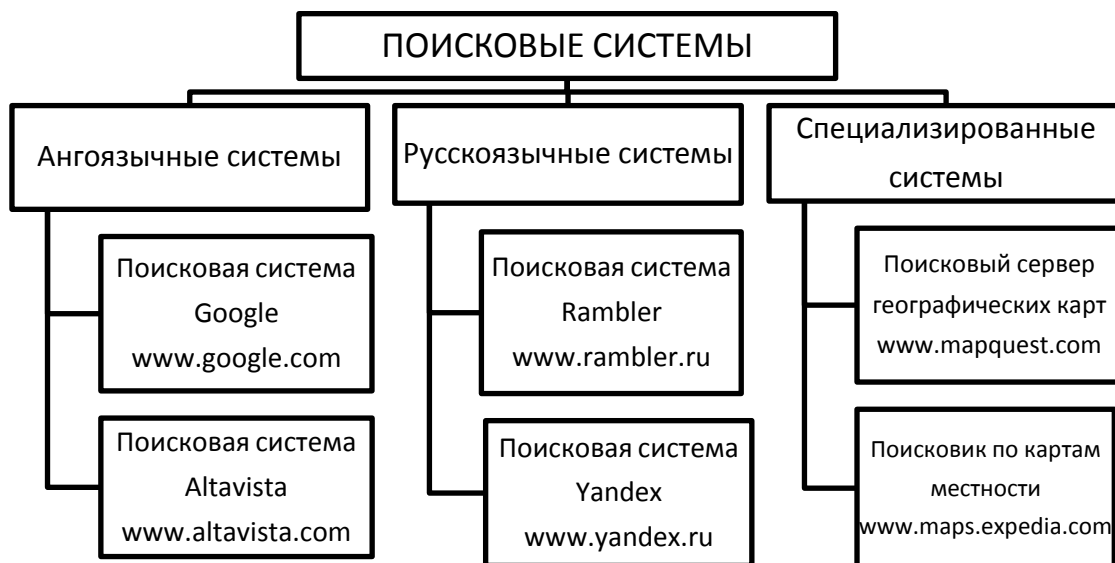 ПОИСКОВЫЕ СИСТЕМЫ
Ангоязычные системы
Поисковая система
Google
www.google.com
Поисковая система
Altavista
www.altavista.com
Русскоязычные системы
Поисковая система
Rambler
www.rambler.ru
Поисковая система
Yandex
www.yandex.ru
Специализированные
системы
Поисковый сервер
географических карт
www.mapquest.com
Поисковик по картам
местности
www.maps.expedia.com